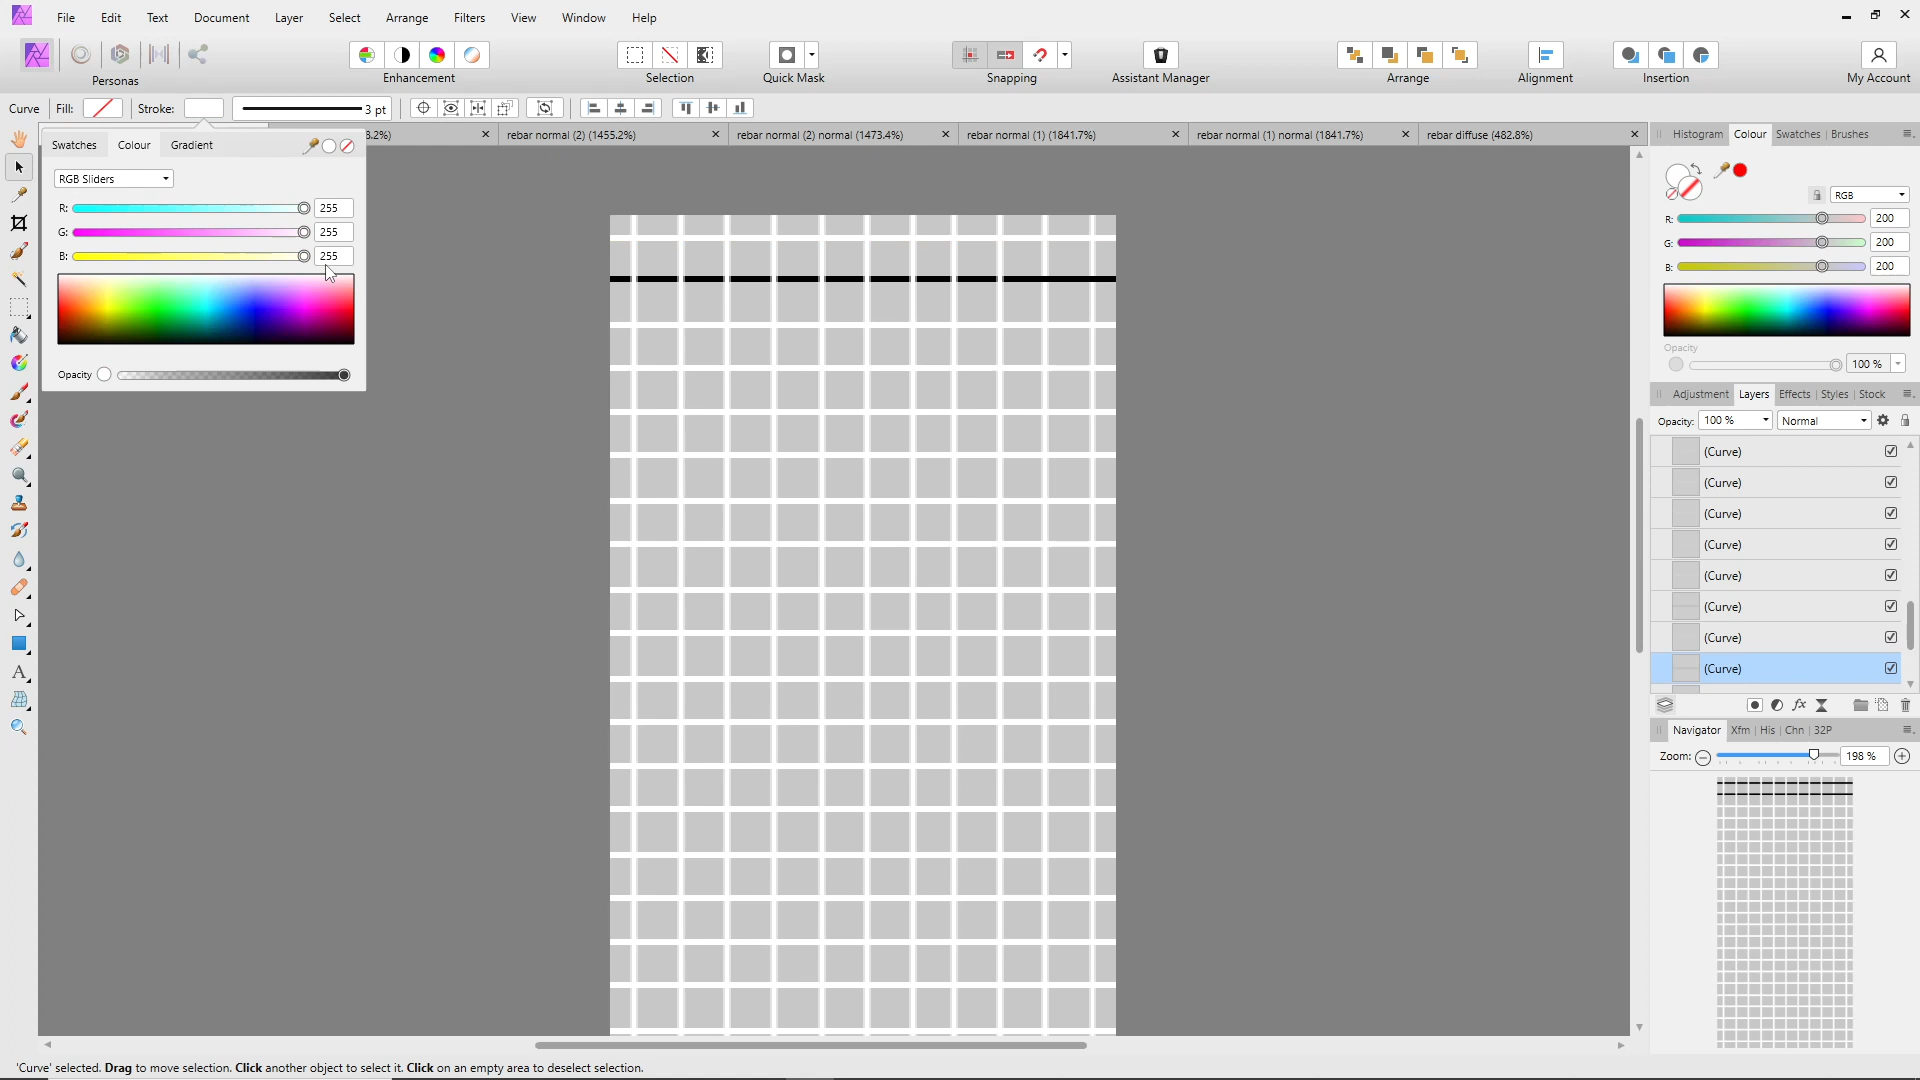 File Edit Text Document Layer Select Arrange Filters View Window Help
Personas Enhancement Selection Quick Mask Snapping Assistant Manager Arrange Alignment Insertion My Account
Curve Fill: Stroke: 3 pt
8.2%) rebar normal (2) (1455.2%) rebar normal (2) normal (1473.4%) rebar normal (1) (1841.7%) rebar normal (1) normal (1841.7%) rebar diffuse (482.8%)
Swatches Colour Gradient
RGB Sliders
R: 255
G: 255
B: 255
Opacity
Histogram Colour Swatches Brushes
RGB
R: 200
G: 200
B: 200
Opacity
100 %
Adjustment Layers Effects Styles Stock
Opacity: 100 % Normal
(Curve)
(Curve)
(Curve)
(Curve)
(Curve)
(Curve)
(Curve)
(Curve)
Navigator Xfm His Chn 32P
Zoom: 198 %
'Curve' selected. Drag to move selection. Click another object to select it. Click on an empty area to deselect selection.